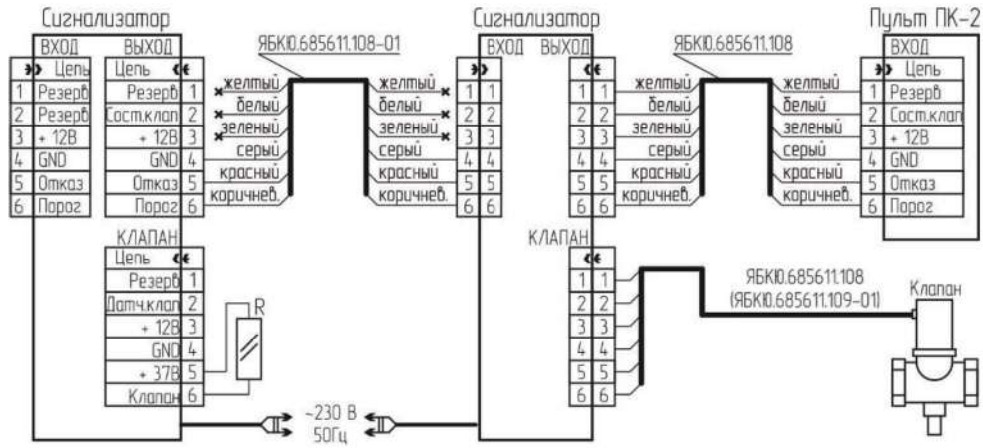 Сигнализатор
ВХОД
Цепь
1 Резерв
2 Резерв
3 + 12В
4 GND
5 Отказ
6 Порог
ВЫХОД
Цепь
Резерв 1
Сост.клап 2
+ 12В 3
GND 4
Отказ 5
Порог 6
КЛАПАН
Цепь
Резерв 1
Датч.клап 2
+ 12В 3
GND 4
+ 37В 5
Клапан 6
R
ЯБКЮ.685611.108-01
желтый
белый
зеленый
серый
красный
коричнев.
желтый
белый
зеленый
серый
красный
коричнев.
~230 В
50Гц
Сигнализатор
ВХОД ВЫХОД
1 1
2 2
3 3
4 4
5 5
6 6
1 1
2 2
3 3
4 4
5 5
6 6
КЛАПАН
1 1
2 2
3 3
4 4
5 5
6 6
ЯБКЮ.685611.108
желтый
белый
зеленый
серый
красный
коричнев.
желтый
белый
зеленый
серый
красный
коричнев.
Пульт ПК-2
ВХОД
Цепь
1 Резерв
2 Сост.клап
3 + 12В
4 GND
5 Отказ
6 Порог
ЯБКЮ.685611.108
(ЯБКЮ.685611.109-01)
Клапан